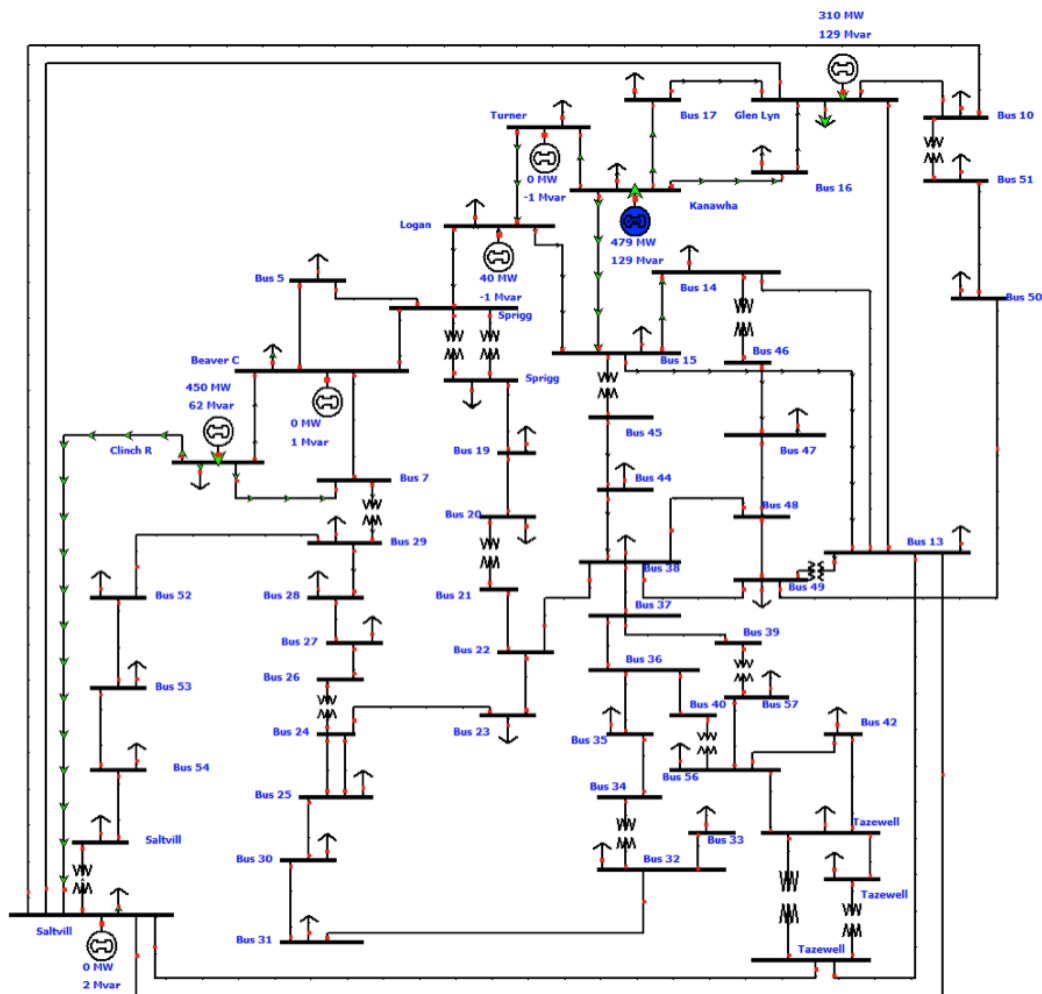 310 MW
129 Mvar
Turner
Bus 17
Glen Lyn
Bus 10
0 MW
-1 Mvar
Bus 16
Bus 51
Kanawha
Logan
479 MW
129 Mvar
40 MW
-1 Mvar
Bus 5
Bus 14
Bus 50
Sprigg
Beaver C
Sprigg
Bus 15
Bus 46
450 MW
62 Mvar
0 MW
1 Mvar
Bus 45
Clinch R
Bus 19
Bus 47
Bus 7
Bus 44
Bus 20
Bus 48
Bus 29
Bus 13
Bus 38
Bus 49
Bus 52
Bus 28
Bus 21
Bus 37
Bus 27
Bus 22
Bus 39
Bus 26
Bus 36
Bus 53
Bus 40
Bus 57
Bus 42
Bus 24
Bus 23
Bus 35
Bus 54
Bus 56
Bus 25
Bus 34
Tazewell
Saltvill
Bus 33
Bus 30
Bus 32
Tazewell
Saltvill
Bus 31
Tazewell
0 MW
2 Mvar